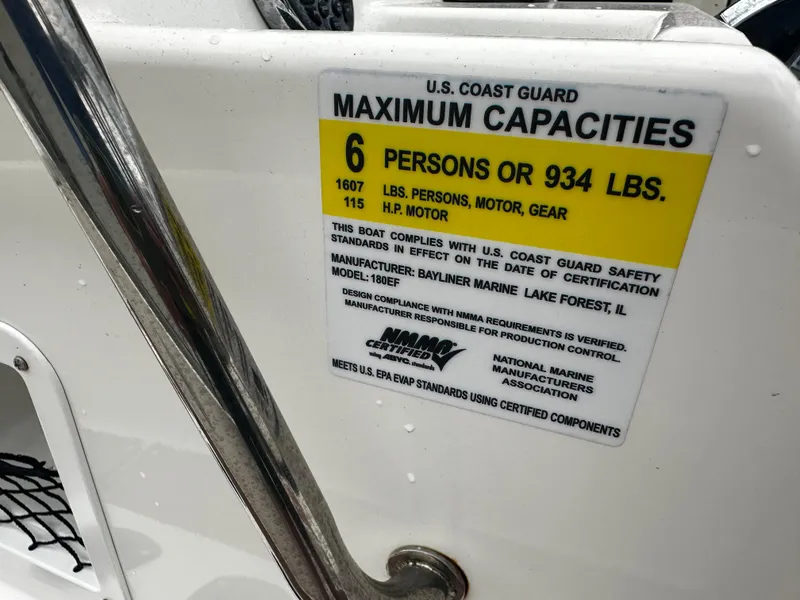 U.S. COAST GUARD
MAXIMUM CAPACITIES
6 PERSONS OR 934 LBS.
1607 LBS. PERSONS, MOTOR, GEAR
115 H.P. MOTOR
THIS BOAT COMPLIES WITH U.S. COAST GUARD SAFETY
STANDARDS IN EFFECT ON THE DATE OF CERTIFICATION
MANUFACTURER: BAYLINER MARINE LAKE FOREST, IL
MODEL: 180EF
DESIGN COMPLIANCE WITH NMMA REQUIREMENTS IS VERIFIED.
MANUFACTURER RESPONSIBLE FOR PRODUCTION CONTROL.
NMMA
CERTIFIED
using ABYC standards
NATIONAL MARINE
MANUFACTURERS
ASSOCIATION
MEETS U.S. EPA EVAP STANDARDS USING CERTIFIED COMPONENTS